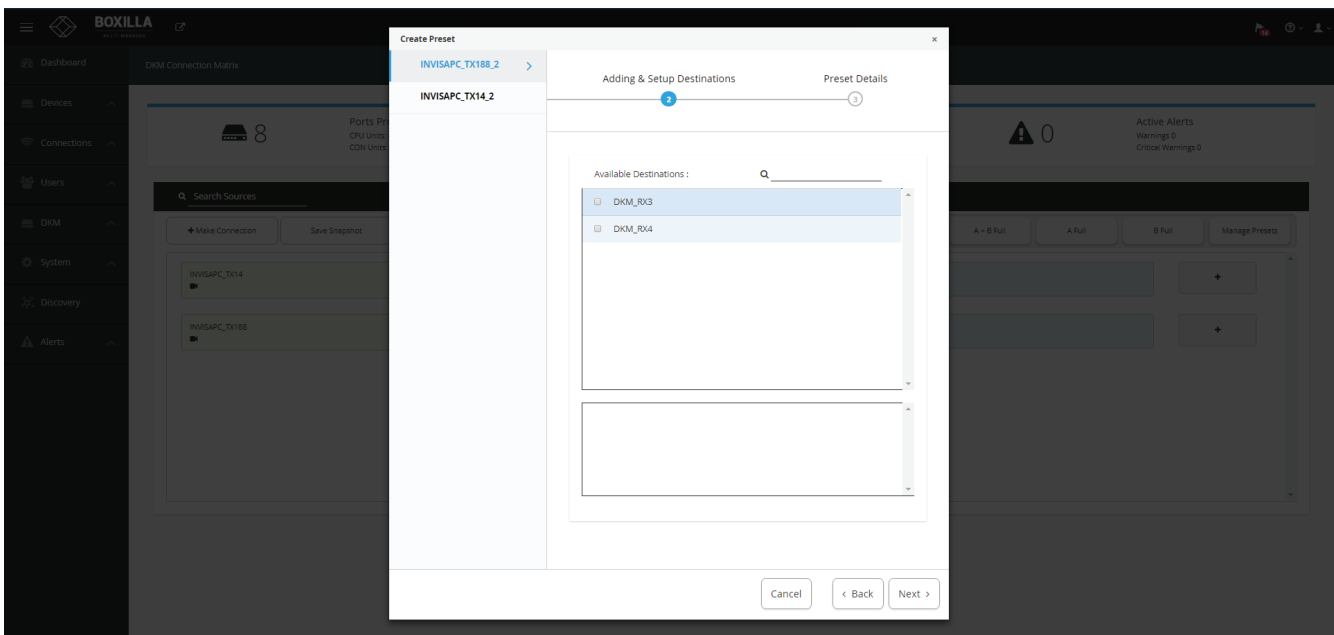 BOXILLA
Dashboard
Devices
Connections
Users
DKM
System
Discovery
Alerts
14
DKM Connection Matrix
8
Ports Pr
CPU Units
CON Units
0
Active Alerts
Warnings 0
Critical Warnings 0
Search Sources
Make Connection
Save Snapshot
A + B Full
A Full
B Full
Manage Presets
INVISAPC_TX14
INVISAPC_TX188
Create Preset
×
INVISAPC_TX188_2
INVISAPC_TX14_2
Adding & Setup Destinations
Preset Details
2
3
Available Destinations :
DKM_RX3
DKM_RX4
Cancel
‹ Back
Next ›